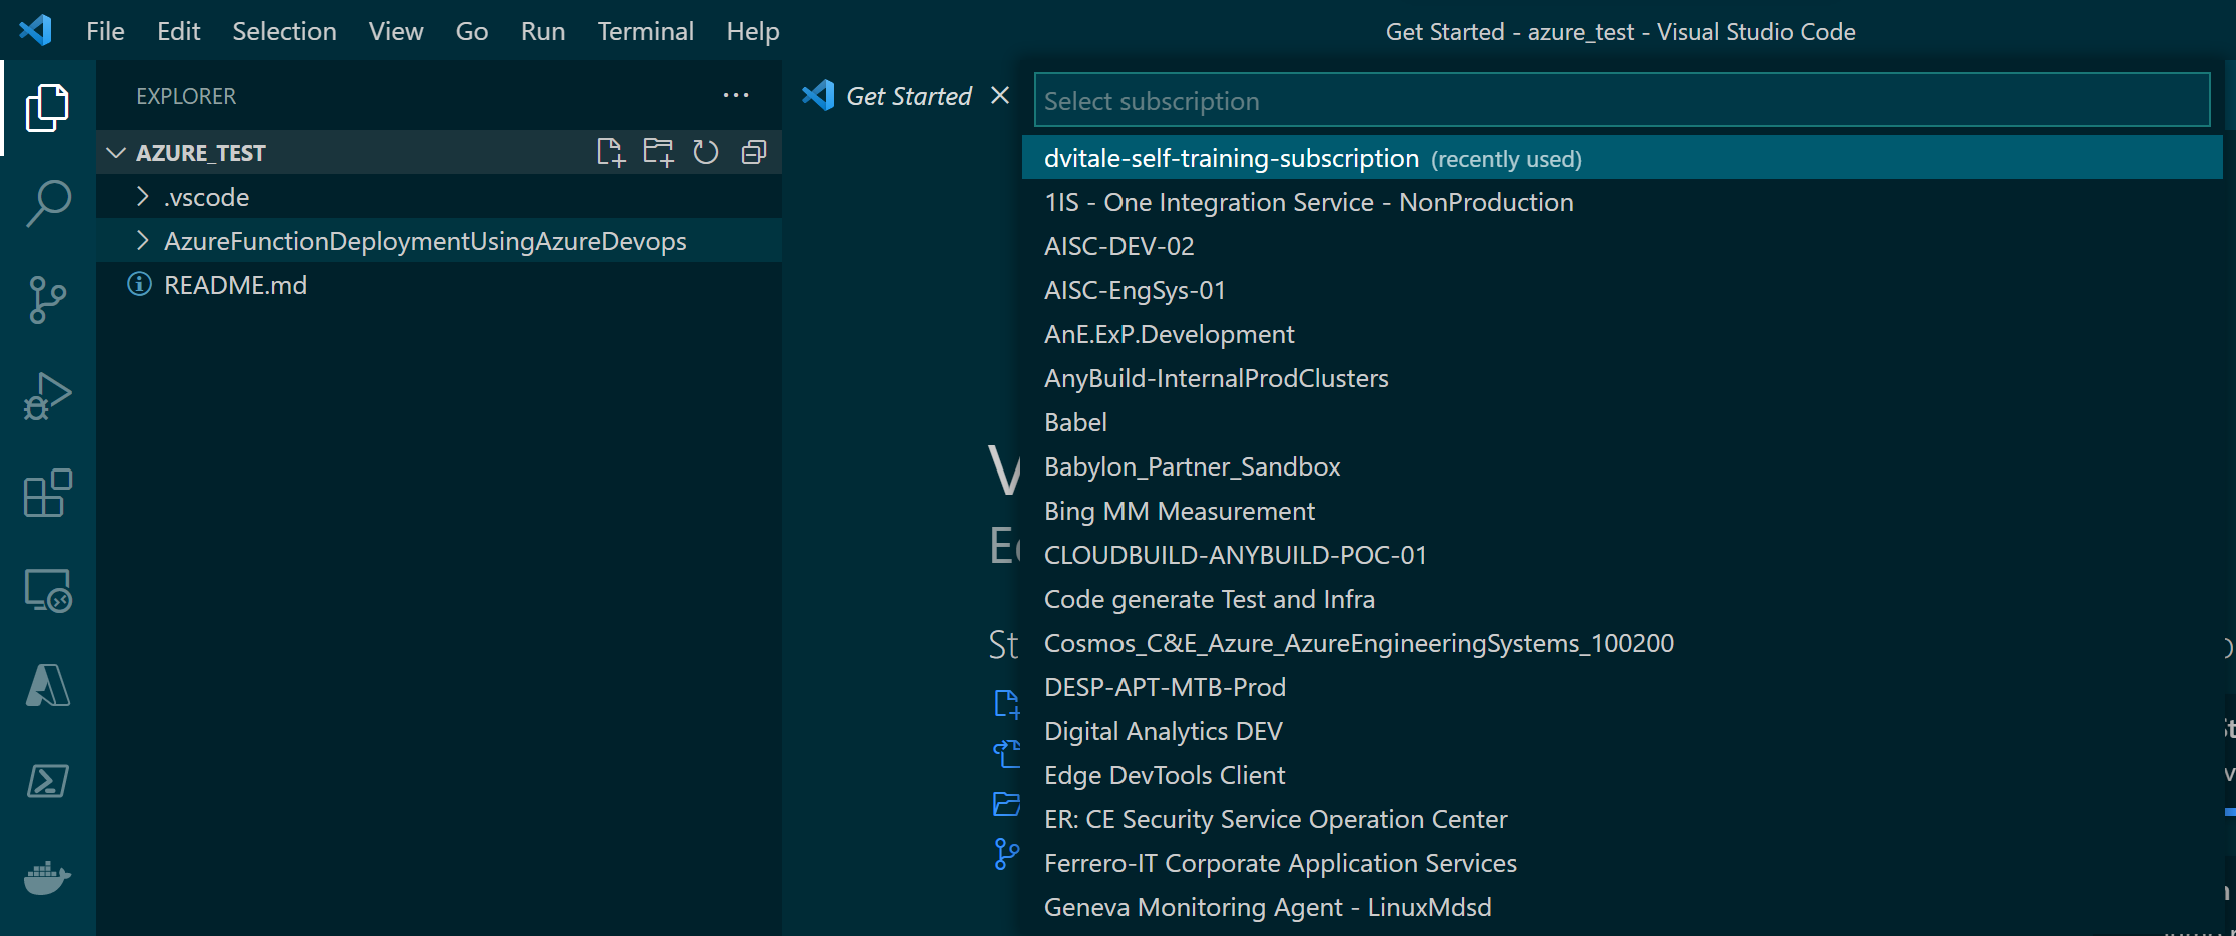 File Edit Selection View Go Run Terminal Help
Get Started - azure_test - Visual Studio Code
EXPLORER
AZURE_TEST
.vscode
AzureFunctionDeploymentUsingAzureDevops
README.md
Get Started
Select subscription
dvitale-self-training-subscription (recently used)
1IS - One Integration Service - NonProduction
AISC-DEV-02
AISC-EngSys-01
AnE.ExP.Development
AnyBuild-InternalProdClusters
Babel
Babylon_Partner_Sandbox
Bing MM Measurement
CLOUDBUILD-ANYBUILD-POC-01
Code generate Test and Infra
Cosmos_C&E_Azure_AzureEngineeringSystems_100200
DESP-APT-MTB-Prod
Digital Analytics DEV
Edge DevTools Client
ER: CE Security Service Operation Center
Ferrero-IT Corporate Application Services
Geneva Monitoring Agent - LinuxMdsd